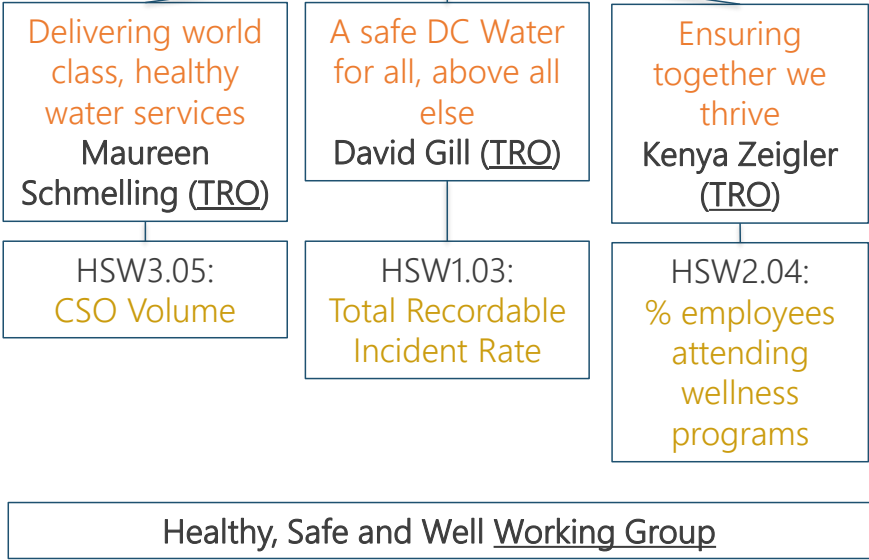 Delivering world
class, healthy
water services
Maureen
Schmelling (TRO)
A safe DC Water
for all, above all
else
David Gill (TRO)
Ensuring
together we
thrive
Kenya Zeigler
(TRO)
HSW3.05:
CSO Volume
HSW1.03:
Total Recordable
Incident Rate
HSW2.04:
% employees
attending
wellness
programs
Healthy, Safe and Well Working Group